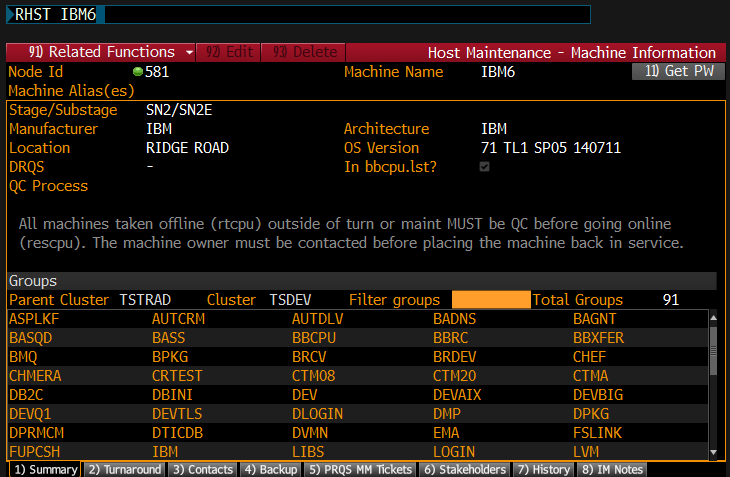 RHST IBM6
91) Related Functions 92) Edit 93) Delete Host Maintenance - Machine Information
Node Id 581 Machine Name IBM6 11) Get PW
Machine Alias(es)
Stage/Substage SN2/SN2E
Manufacturer IBM Architecture IBM
Location RIDGE ROAD OS Version 71 TL1 SP05 140711
DRQS - In bbcpu.lst?
QC Process
All machines taken offline (rtcpu) outside of turn or maint MUST be QC before going online
(rescpu). The machine owner must be contacted before placing the machine back in service.
Groups
Parent Cluster TSTRAD Cluster TSDEV Filter groups Total Groups 91
ASPLKF AUTCRM AUTDLV BADNS BAGNT
BASQD BASS BBCPU BBRC BBXFER
BMQ BPKG BRCV BRDEV CHEF
CHMERA CRTEST CTM08 CTM20 CTMA
DB2C DBINI DEV DEVAIX DEVBIG
DEVQ1 DEVTLS DLOGIN DMP DPKG
DPRMCM DTICDB DVMN EMA FSLINK
FUPCSH IBM LIBS LOGIN LVM
1) Summary 2) Turnaround 3) Contacts 4) Backup 5) PRQS MM Tickets 6) Stakeholders 7) History 8) IM Notes